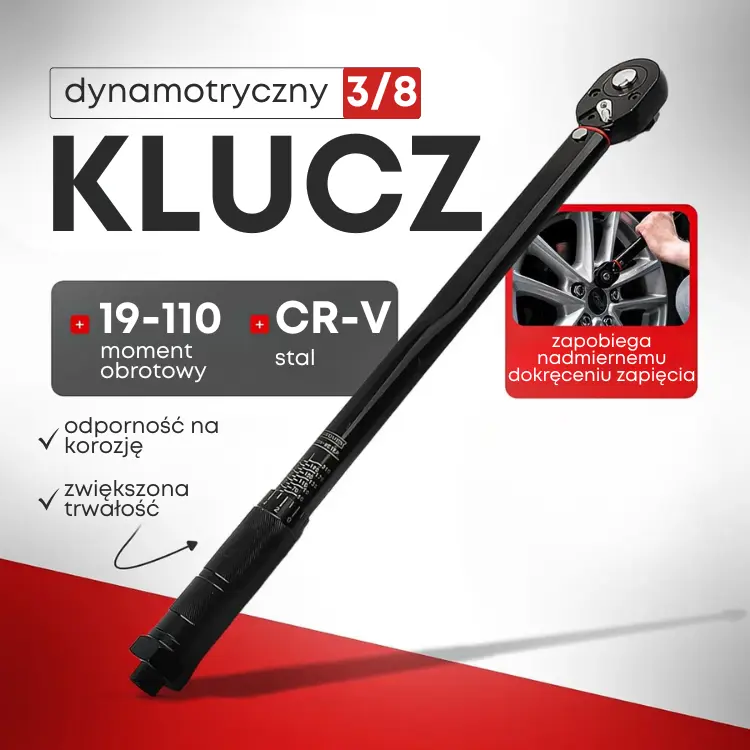 dynamotryczny 3/8
KLUCZ
19-110
moment
obrotowy
CR-V
stal
zapobiega
nadmiernemu
dokręceniu zapięcia
odporność na
korozję
zwiększona
trwałość